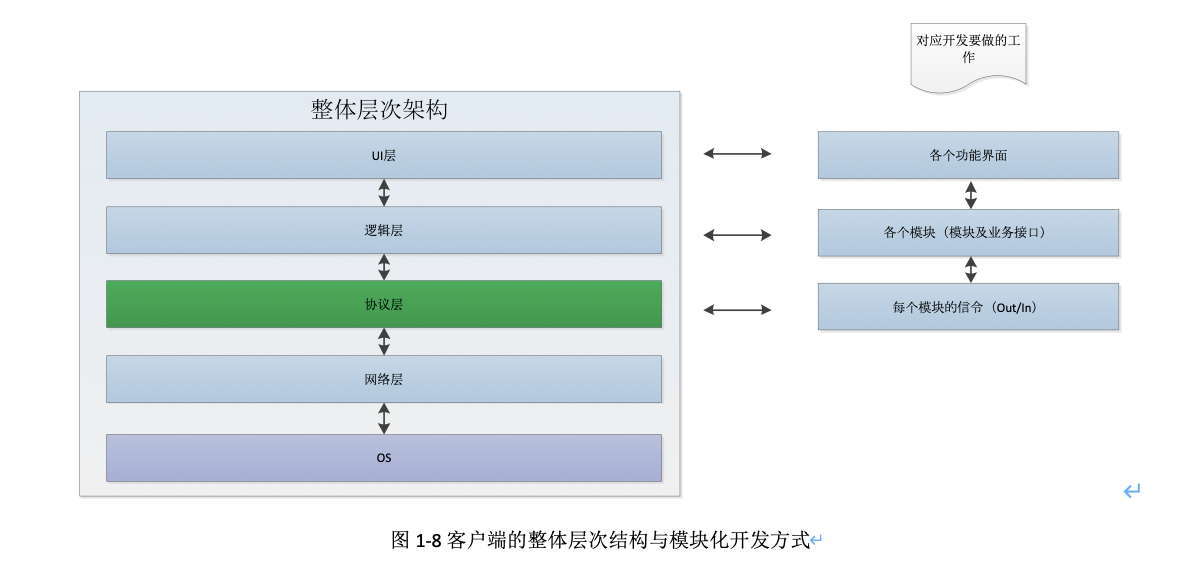 对应开发要做的工
作
整体层次架构
UI层
各个功能界面
逻辑层
各个模块（模块及业务接口）
协议层
每个模块的信令（Out/In）
网络层
OS
图 1-8 客户端的整体层次结构与模块化开发方式